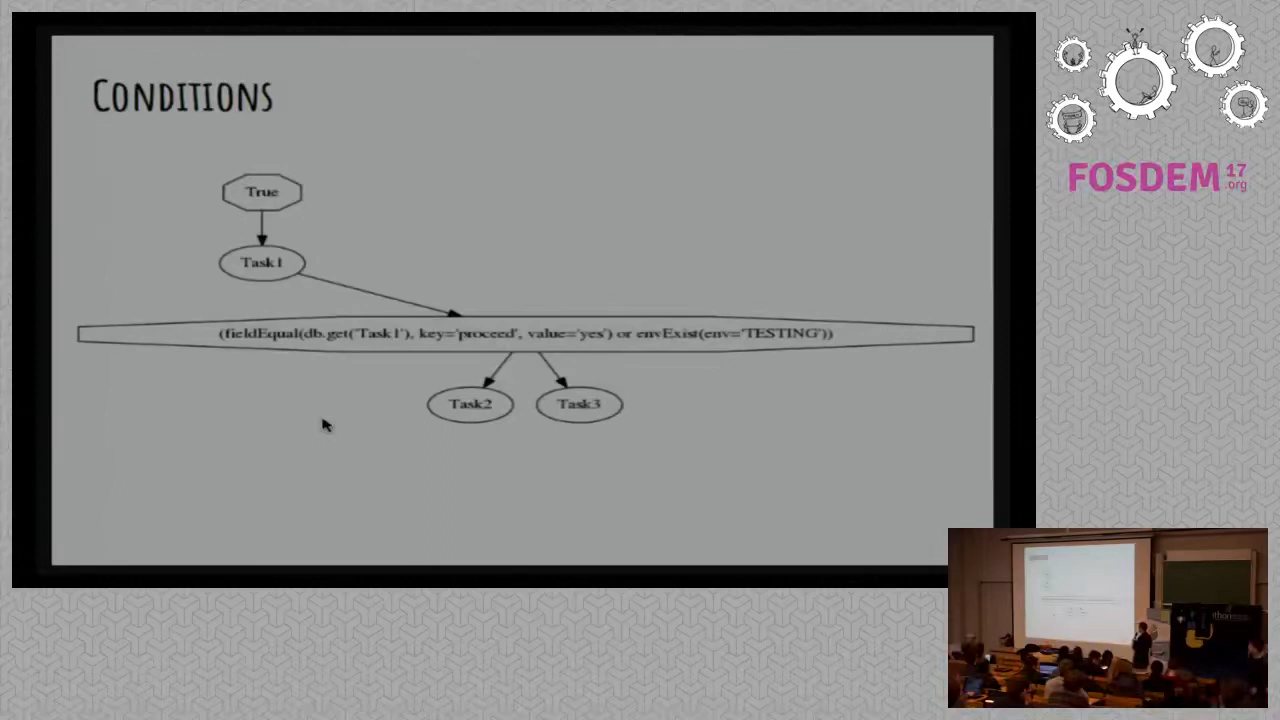 CONDITIONS
True
Task1
(fieldEqual(db.get('Task1'), key='proceed', value='yes') or envExist(env='TESTING'))
Task2
Task3
FOSDEM 17
.org